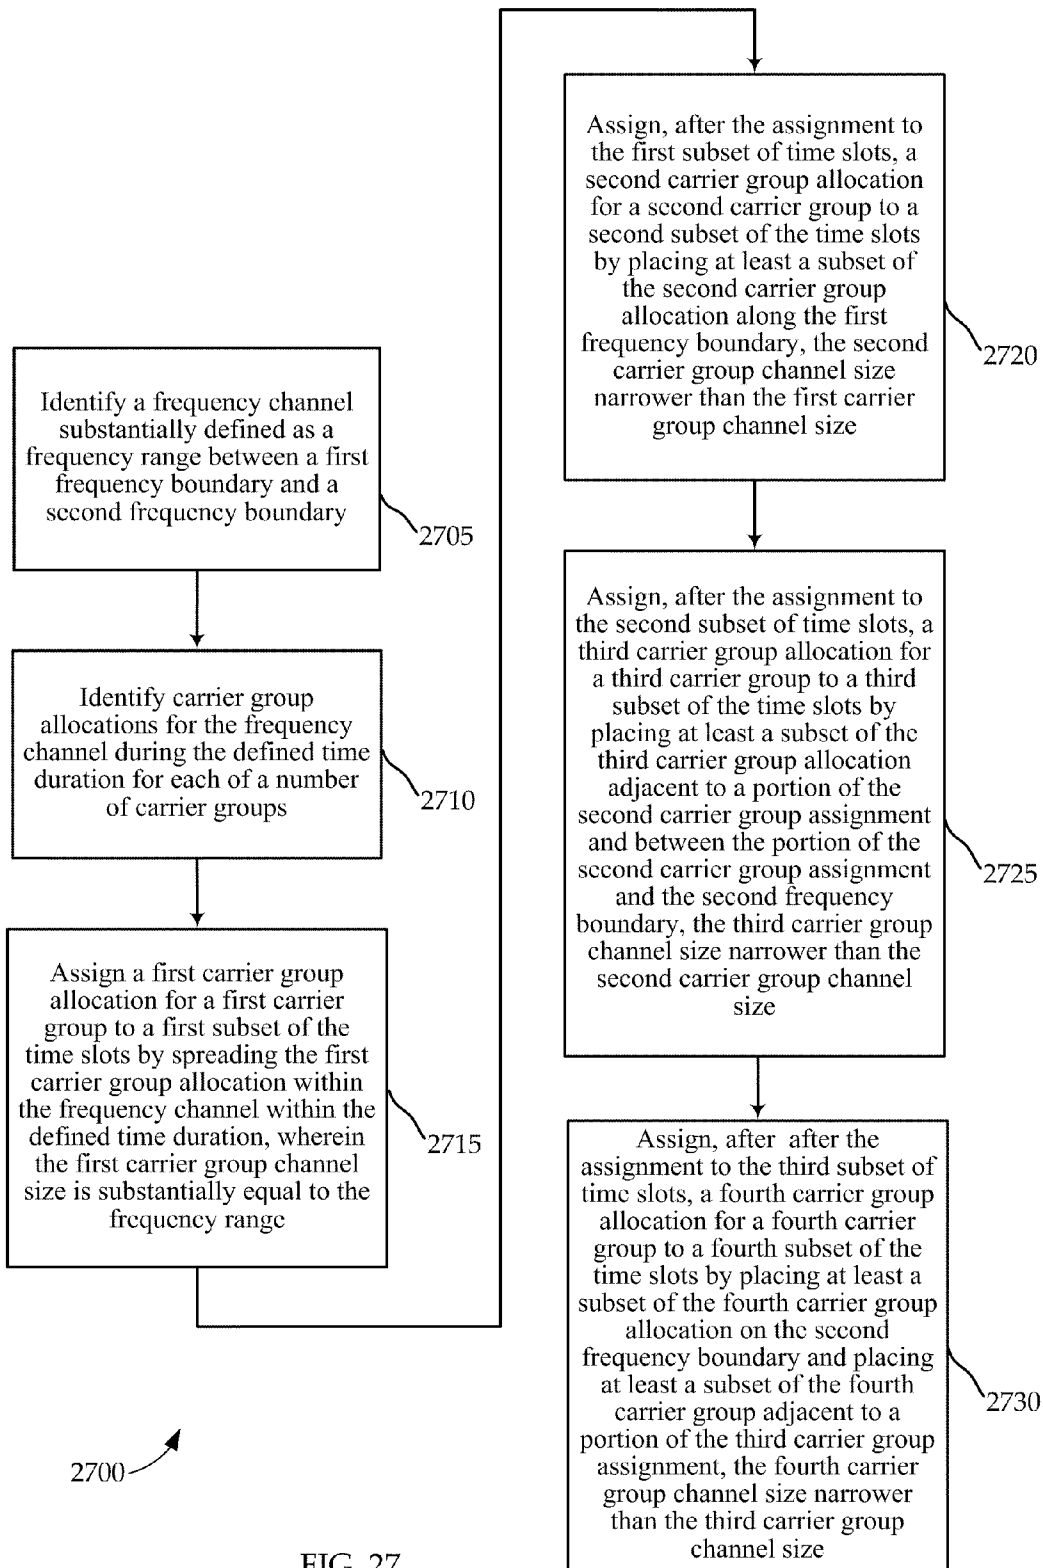 Identify a frequency channel
substantially defined as a
frequency range between a first
frequency boundary and a
second frequency boundary
2705
Identify carrier group
allocations for the frequency
channel during the defined time
duration for each of a number
of carrier groups
2710
Assign a first carrier group
allocation for a first carrier
group to a first subset of the
time slots by spreading the first
carrier group allocation within
the frequency channel within the
defined time duration, wherein
the first carrier group channel
size is substantially equal to the
frequency range
2715
Assign, after the assignment to
the first subset of time slots, a
second carrier group allocation
for a second carrier group to a
second subset of the time slots
by placing at least a subset of
the second carrier group
allocation along the first
frequency boundary, the second
carrier group channel size
narrower than the first carrier
group channel size
2720
Assign, after the assignment to
the second subset of time slots, a
third carrier group allocation for
a third carrier group to a third
subset of the time slots by
placing at least a subset of the
third carrier group allocation
adjacent to a portion of the
second carrier group assignment
and between the portion of the
second carrier group assignment
and the second frequency
boundary, the third carrier group
channel size narrower than the
second carrier group channel
size
2725
Assign, after after the
assignment to the third subset of
time slots, a fourth carrier group
allocation for a fourth carrier
group to a fourth subset of the
time slots by placing at least a
subset of the fourth carrier group
allocation on the second
frequency boundary and placing
at least a subset of the fourth
carrier group adjacent to a
portion of the third carrier group
assignment, the fourth carrier
group channel size narrower
than the third carrier group
channel size
2730
2700
FIG. 27